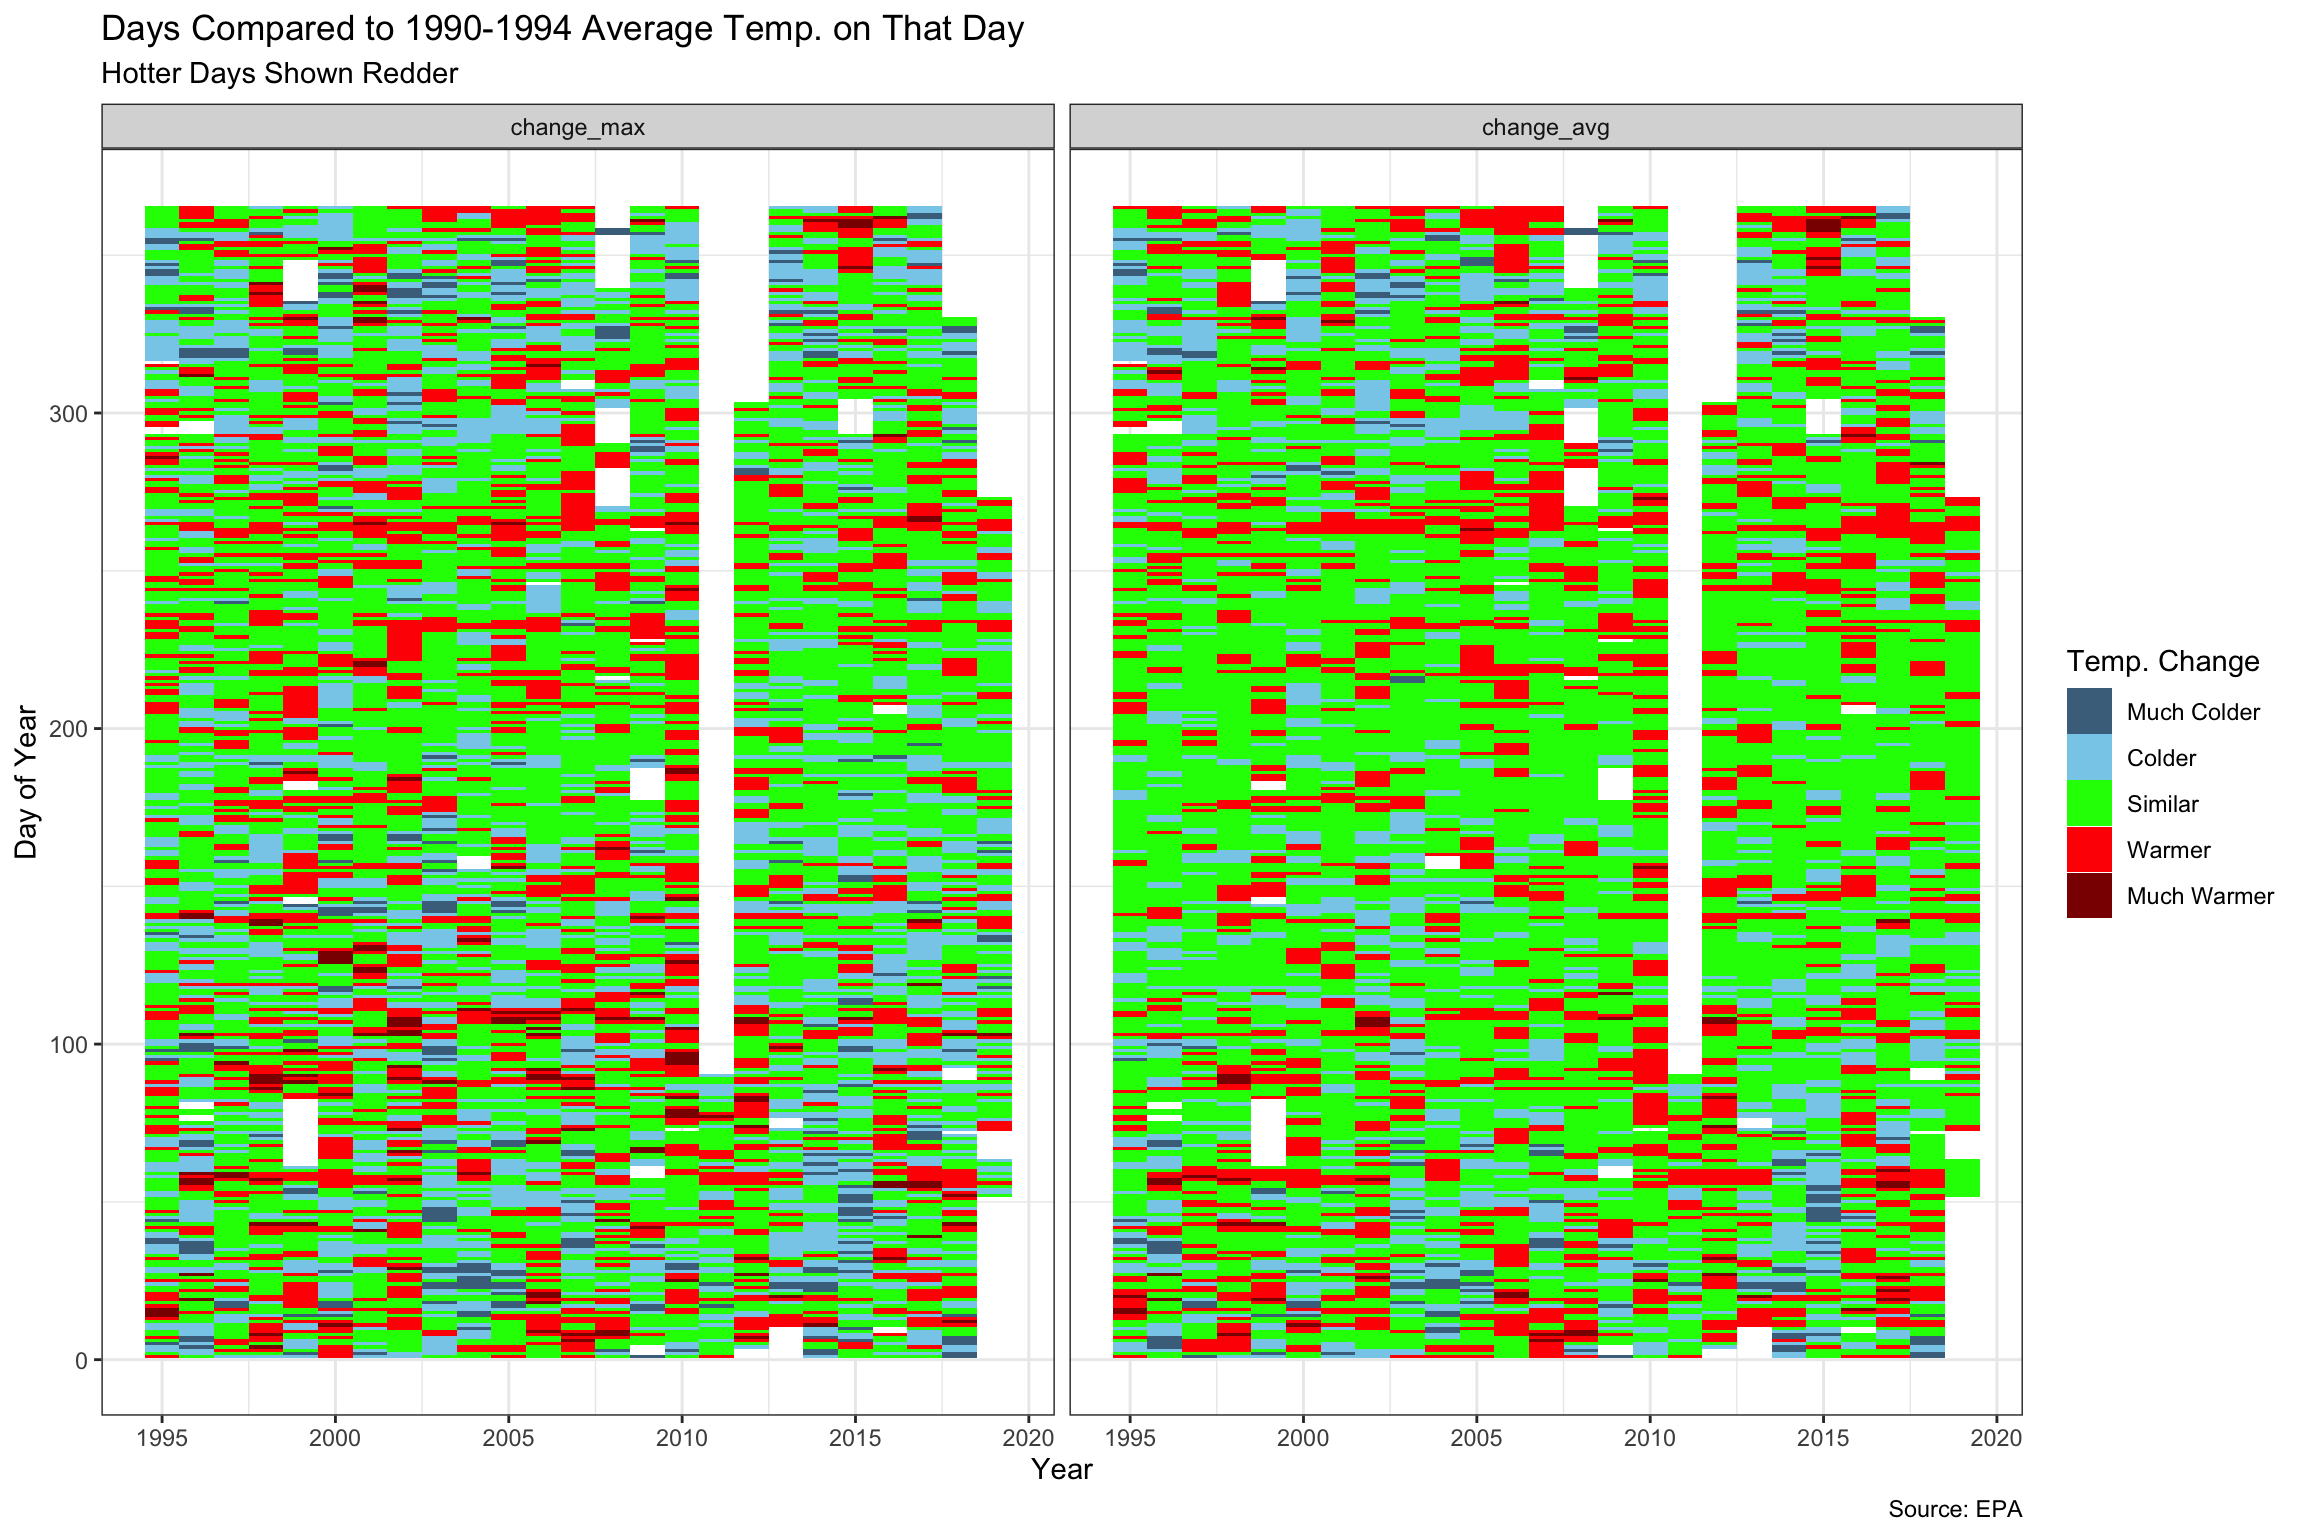 Days Compared to 1990-1994 Average Temp. on That Day
Hotter Days Shown Redder
change_max
change_avg
300
200
100
0
Day of Year
1995
2000
2005
2010
2015
2020
1995
2000
2005
2010
2015
2020
Year
Temp. Change
Much Colder
Colder
Similar
Warmer
Much Warmer
Source: EPA